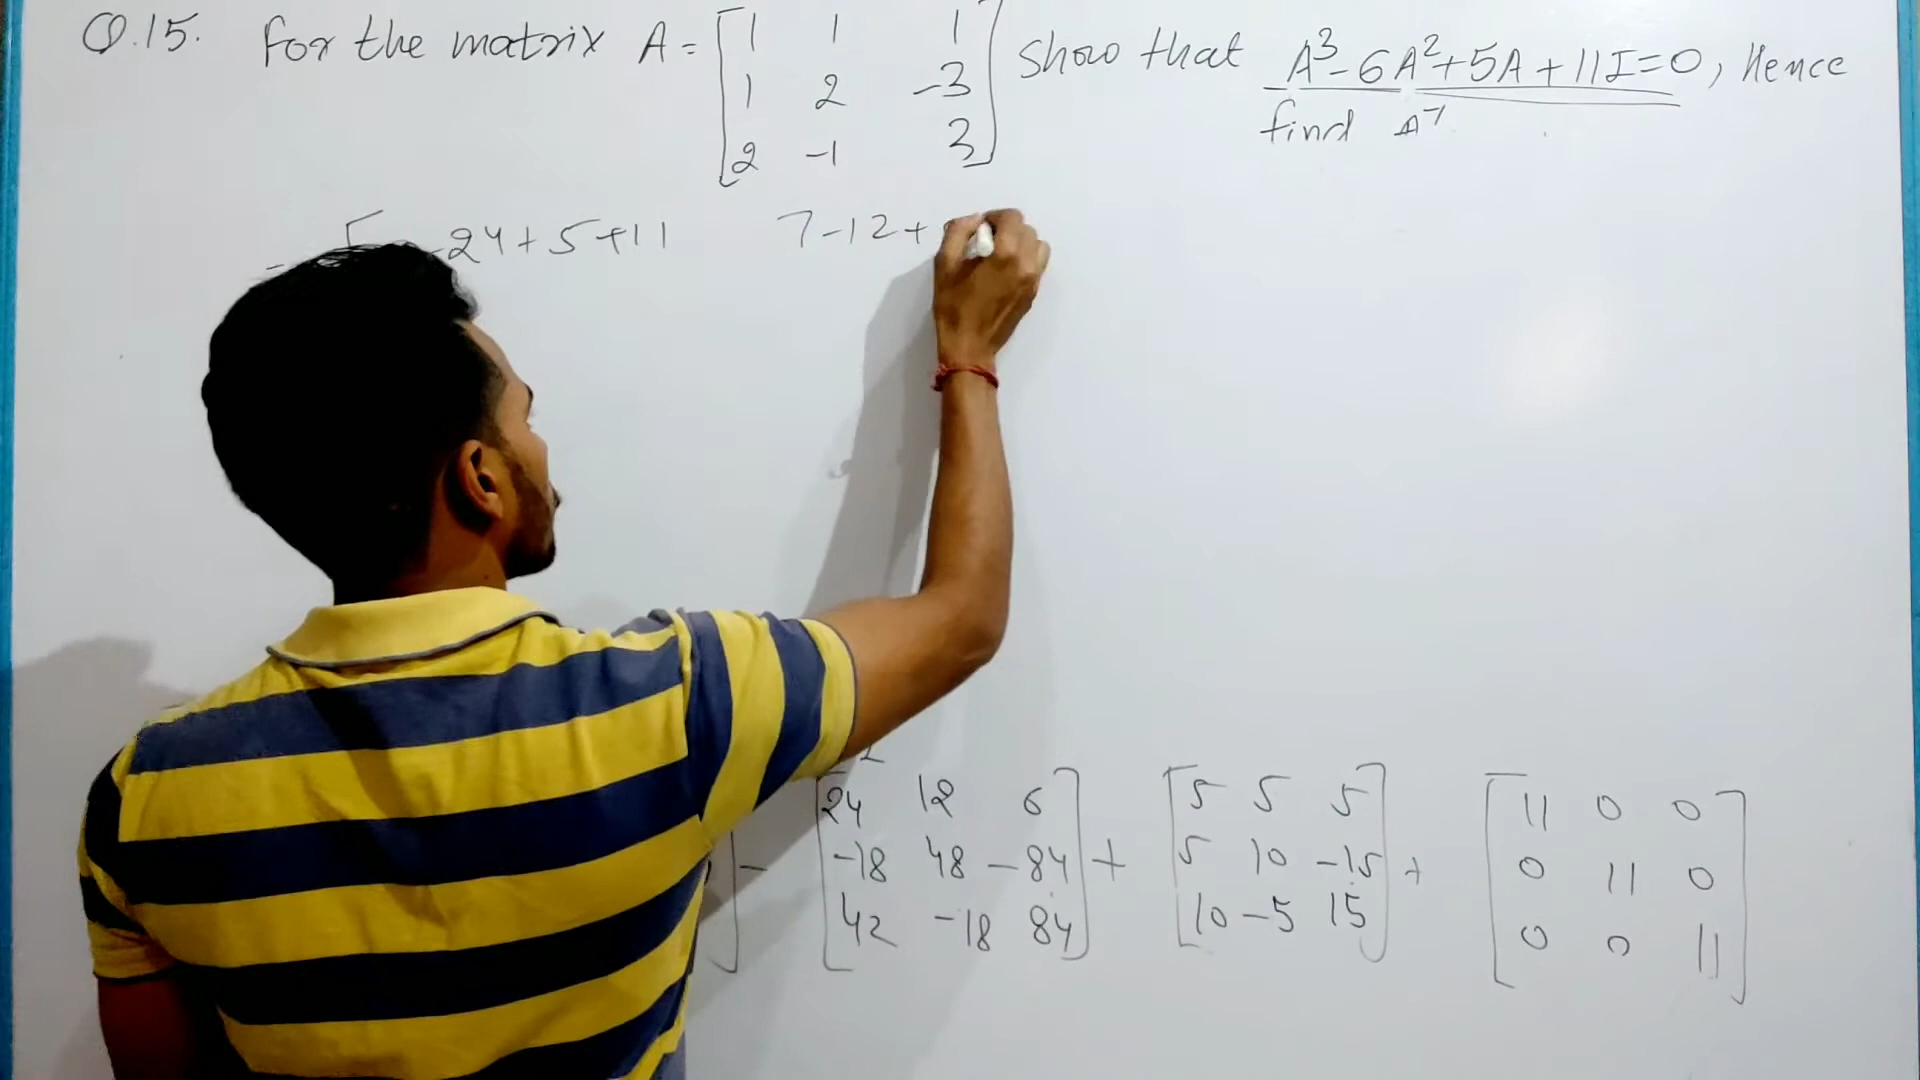 Q.15. For the matrix A = [1 1 1 show that A³-6A²+5A+11I=0, Hence
1 2 -3 find A⁻¹
2 -1 3]
24+5+11 7-12+
24 12 6 5 5 5 11 0 0
- -18 48 -84 + 5 10 -15 + 0 11 0
42 -18 84 10 -5 15 0 0 11